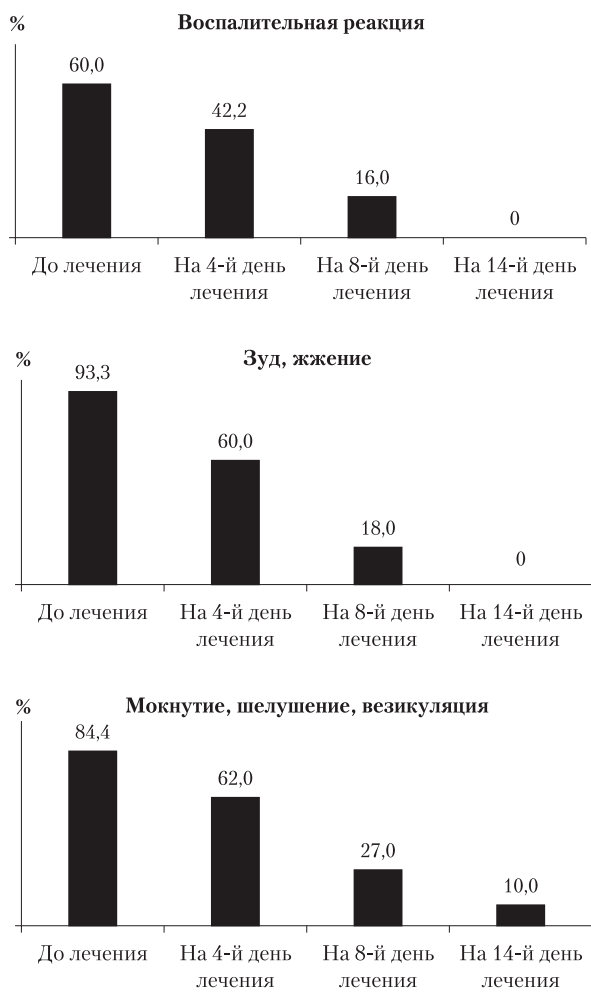 Воспалительная реакция
%
60,0
42,2
16,0
0
До лечения На 4-й день На 8-й день На 14-й день
лечения лечения лечения
Зуд, жжение
%
93,3
60,0
18,0
0
До лечения На 4-й день На 8-й день На 14-й день
лечения лечения лечения
Мокнутие, шелушение, везикуляция
%
84,4
62,0
27,0
10,0
До лечения На 4-й день На 8-й день На 14-й день
лечения лечения лечения